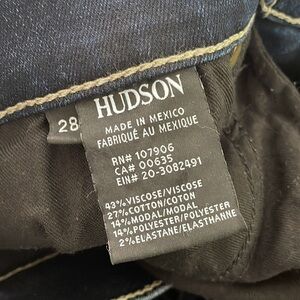 28
HUDSON
MADE IN MEXICO
FABRIQUÉ AU MEXIQUE
RN# 107906
CA# 00635
EIN# 20-3082491
43%VISCOSE/VISCOSE
27%COTTON/COTON
14%MODAL/MODAL
14%POLYESTER/POLYESTER
2%ELASTANE/ELASTHANNE